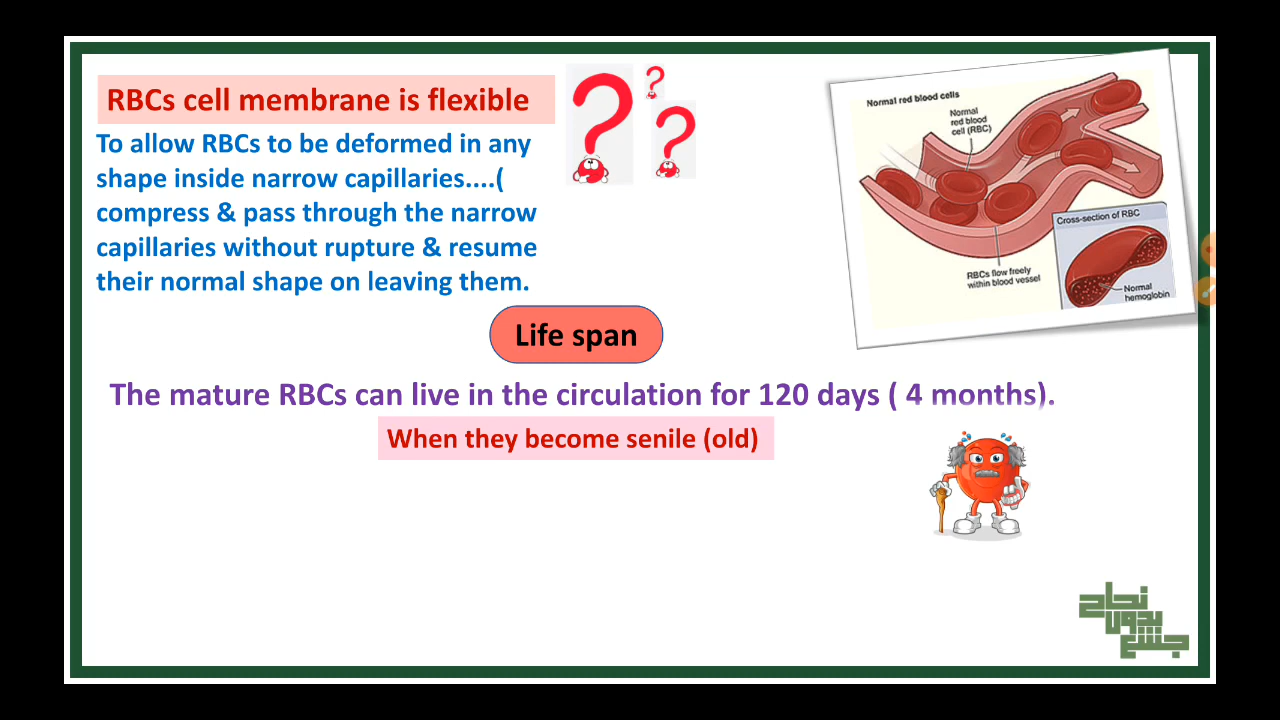 RBCs cell membrane is flexible
To allow RBCs to be deformed in any
shape inside narrow capillaries....(
compress & pass through the narrow
capillaries without rupture & resume
their normal shape on leaving them.
?
?
?
Normal red blood cells
Normal
red blood
cell (RBC)
Cross-section of RBC
RBCs flow freely
within blood vessel
Normal
hemoglobin
Life span
The mature RBCs can live in the circulation for 120 days ( 4 months).
When they become senile (old)
نجاح
بدون
جشع